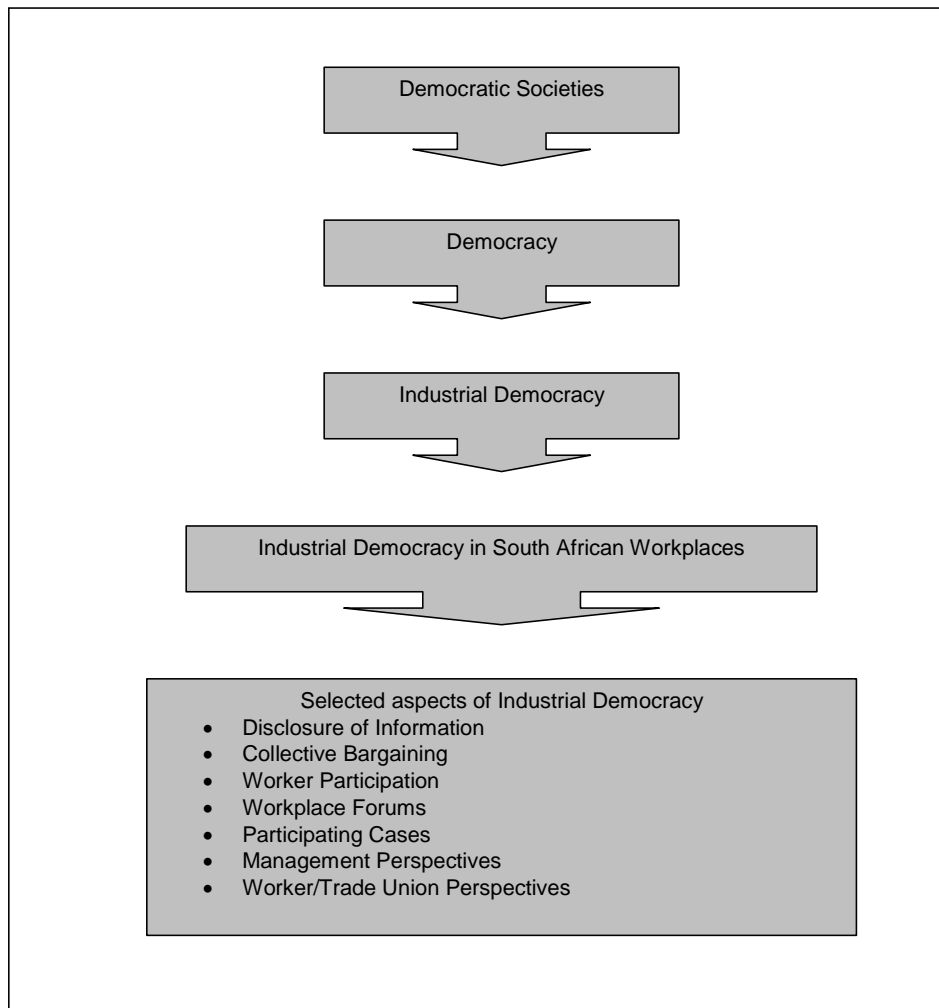 Democratic Societies
Democracy
Industrial Democracy
Industrial Democracy in South African Workplaces
Selected aspects of Industrial Democracy
• Disclosure of Information
• Collective Bargaining
• Worker Participation
• Workplace Forums
• Participating Cases
• Management Perspectives
• Worker/Trade Union Perspectives